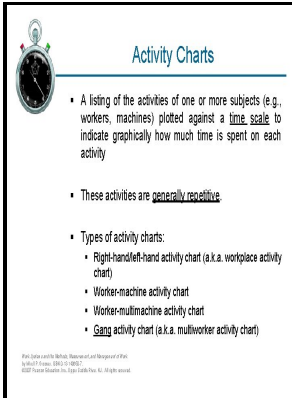 Activity Charts
▪ A listing of the activities of one or more subjects (e.g.,
workers, machines) plotted against a time scale to
indicate graphically how much time is spent on each
activity
▪ These activities are generally repetitive.
▪ Types of activity charts:
▪ Right-hand/left-hand activity chart (a.k.a. workplace activity
chart)
▪ Worker-machine activity chart
▪ Worker-multimachine activity chart
▪ Gang activity chart (a.k.a. multiworker activity chart)